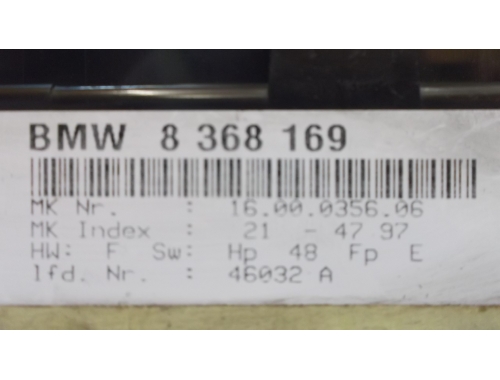 BMW 8 368 169
MK Nr. : 16.00.0356.06
MK Index : 21 - 47 97
HW: F Sw: Hp 48 Fp E
lfd. Nr. : 46032 A